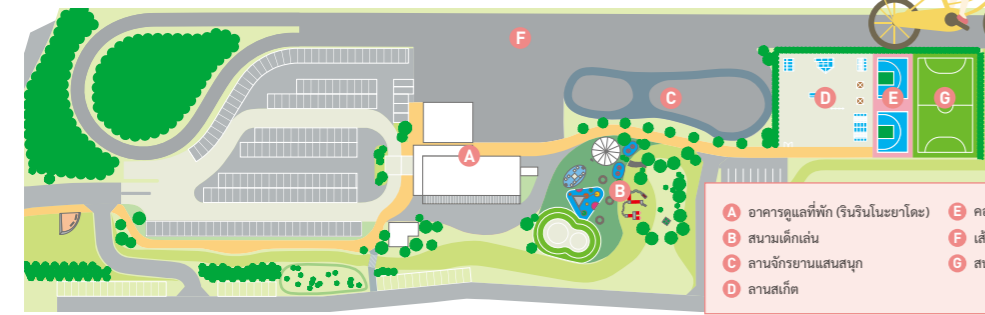 F
C
D
E
G
A
B
A อาคารดูแลที่พัก (รินรินโนะยาโดะ)
B สนามเด็กเล่น
C ลานจักรยานแสนสนุก
D ลานสเก็ต
E
F
G